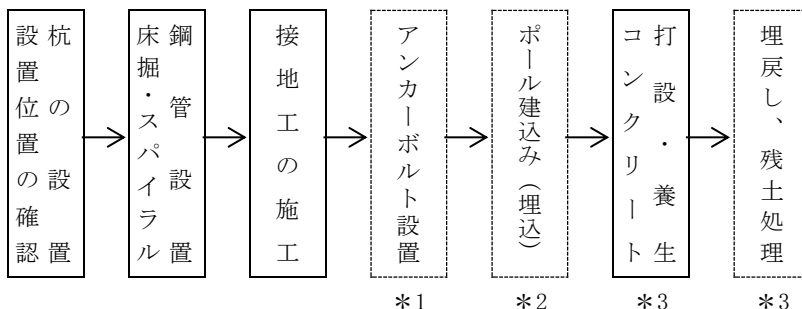 設置位置の確認
杭の設置
床掘・スパイラル
鋼管設置
接地工の施工
アンカーボルト設置
ポール建込み（埋込）
コンクリート
打設・養生
埋戻し、残土処理
＊1
＊2
＊3
＊3